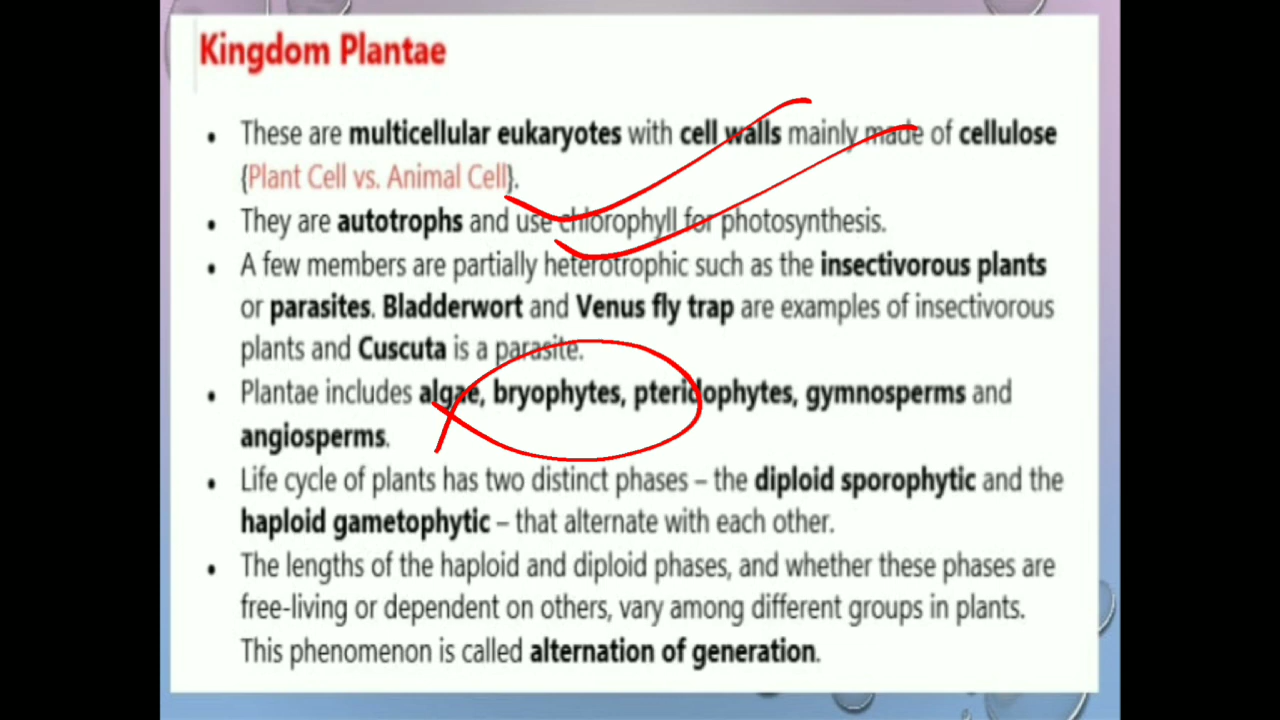 Kingdom Plantae
• These are multicellular eukaryotes with cell walls mainly made of cellulose
{Plant Cell vs. Animal Cell}.
• They are autotrophs and use chlorophyll for photosynthesis.
• A few members are partially heterotrophic such as the insectivorous plants
or parasites. Bladderwort and Venus fly trap are examples of insectivorous
plants and Cuscuta is a parasite.
• Plantae includes algae, bryophytes, pteridophytes, gymnosperms and
angiosperms.
• Life cycle of plants has two distinct phases – the diploid sporophytic and the
haploid gametophytic – that alternate with each other.
• The lengths of the haploid and diploid phases, and whether these phases are
free-living or dependent on others, vary among different groups in plants.
This phenomenon is called alternation of generation.